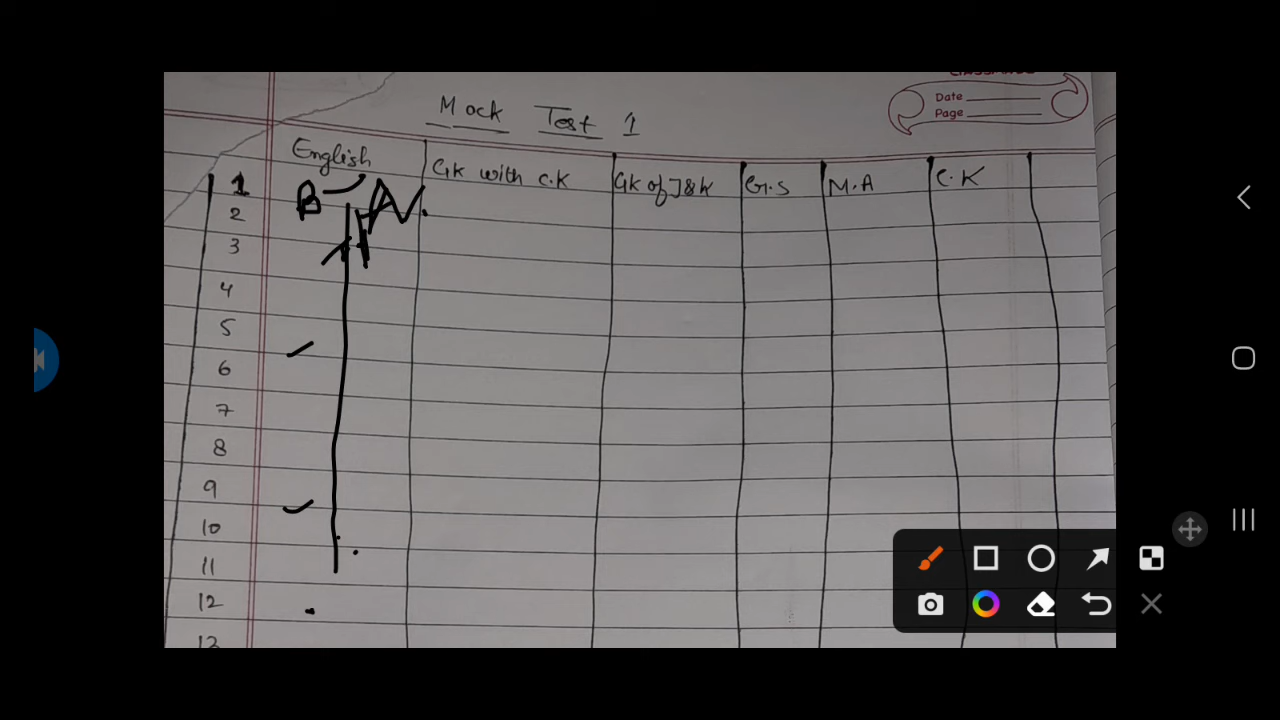 Mock Test 1
Date
Page
English
GK with C.K
GK of J&K
G.S
M.A
C.K
1
B
A
2
3
4
5
6
7
8
9
10
11
12
13